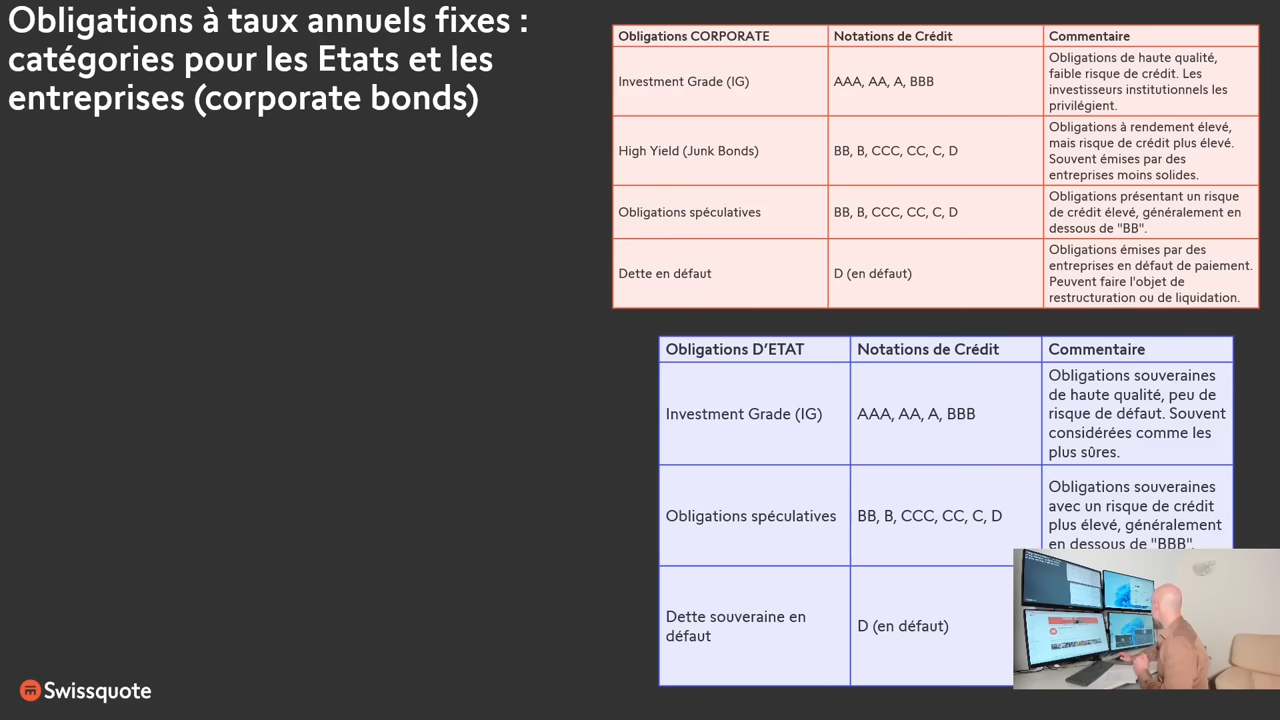 Obligations à taux annuels fixes :
catégories pour les Etats et les
entreprises (corporate bonds)
Obligations CORPORATE
Notations de Crédit
Commentaire
Investment Grade (IG)
AAA, AA, A, BBB
Obligations de haute qualité,
faible risque de crédit. Les
investisseurs institutionnels les
privilégient.
High Yield (Junk Bonds)
BB, B, CCC, CC, C, D
Obligations à rendement élevé,
mais risque de crédit plus élevé.
Souvent émises par des
entreprises moins solides.
Obligations spéculatives
BB, B, CCC, CC, C, D
Obligations présentant un risque
de crédit élevé, généralement en
dessous de "BB".
Dette en défaut
D (en défaut)
Obligations émises par des
entreprises en défaut de paiement.
Peuvent faire l'objet de
restructuration ou de liquidation.
Obligations D'ETAT
Notations de Crédit
Commentaire
Investment Grade (IG)
AAA, AA, A, BBB
Obligations souveraines
de haute qualité, peu de
risque de défaut. Souvent
considérées comme les
plus sûres.
Obligations spéculatives
BB, B, CCC, CC, C, D
Obligations souveraines
avec un risque de crédit
plus élevé, généralement
en dessous de "BBB".
Dette souveraine en
défaut
D (en défaut)
Swissquote